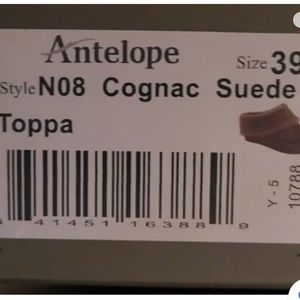 Antelope
Size 39
Style N08 Cognac Suede
Toppa
41451 16388 9
Y - 5
10788